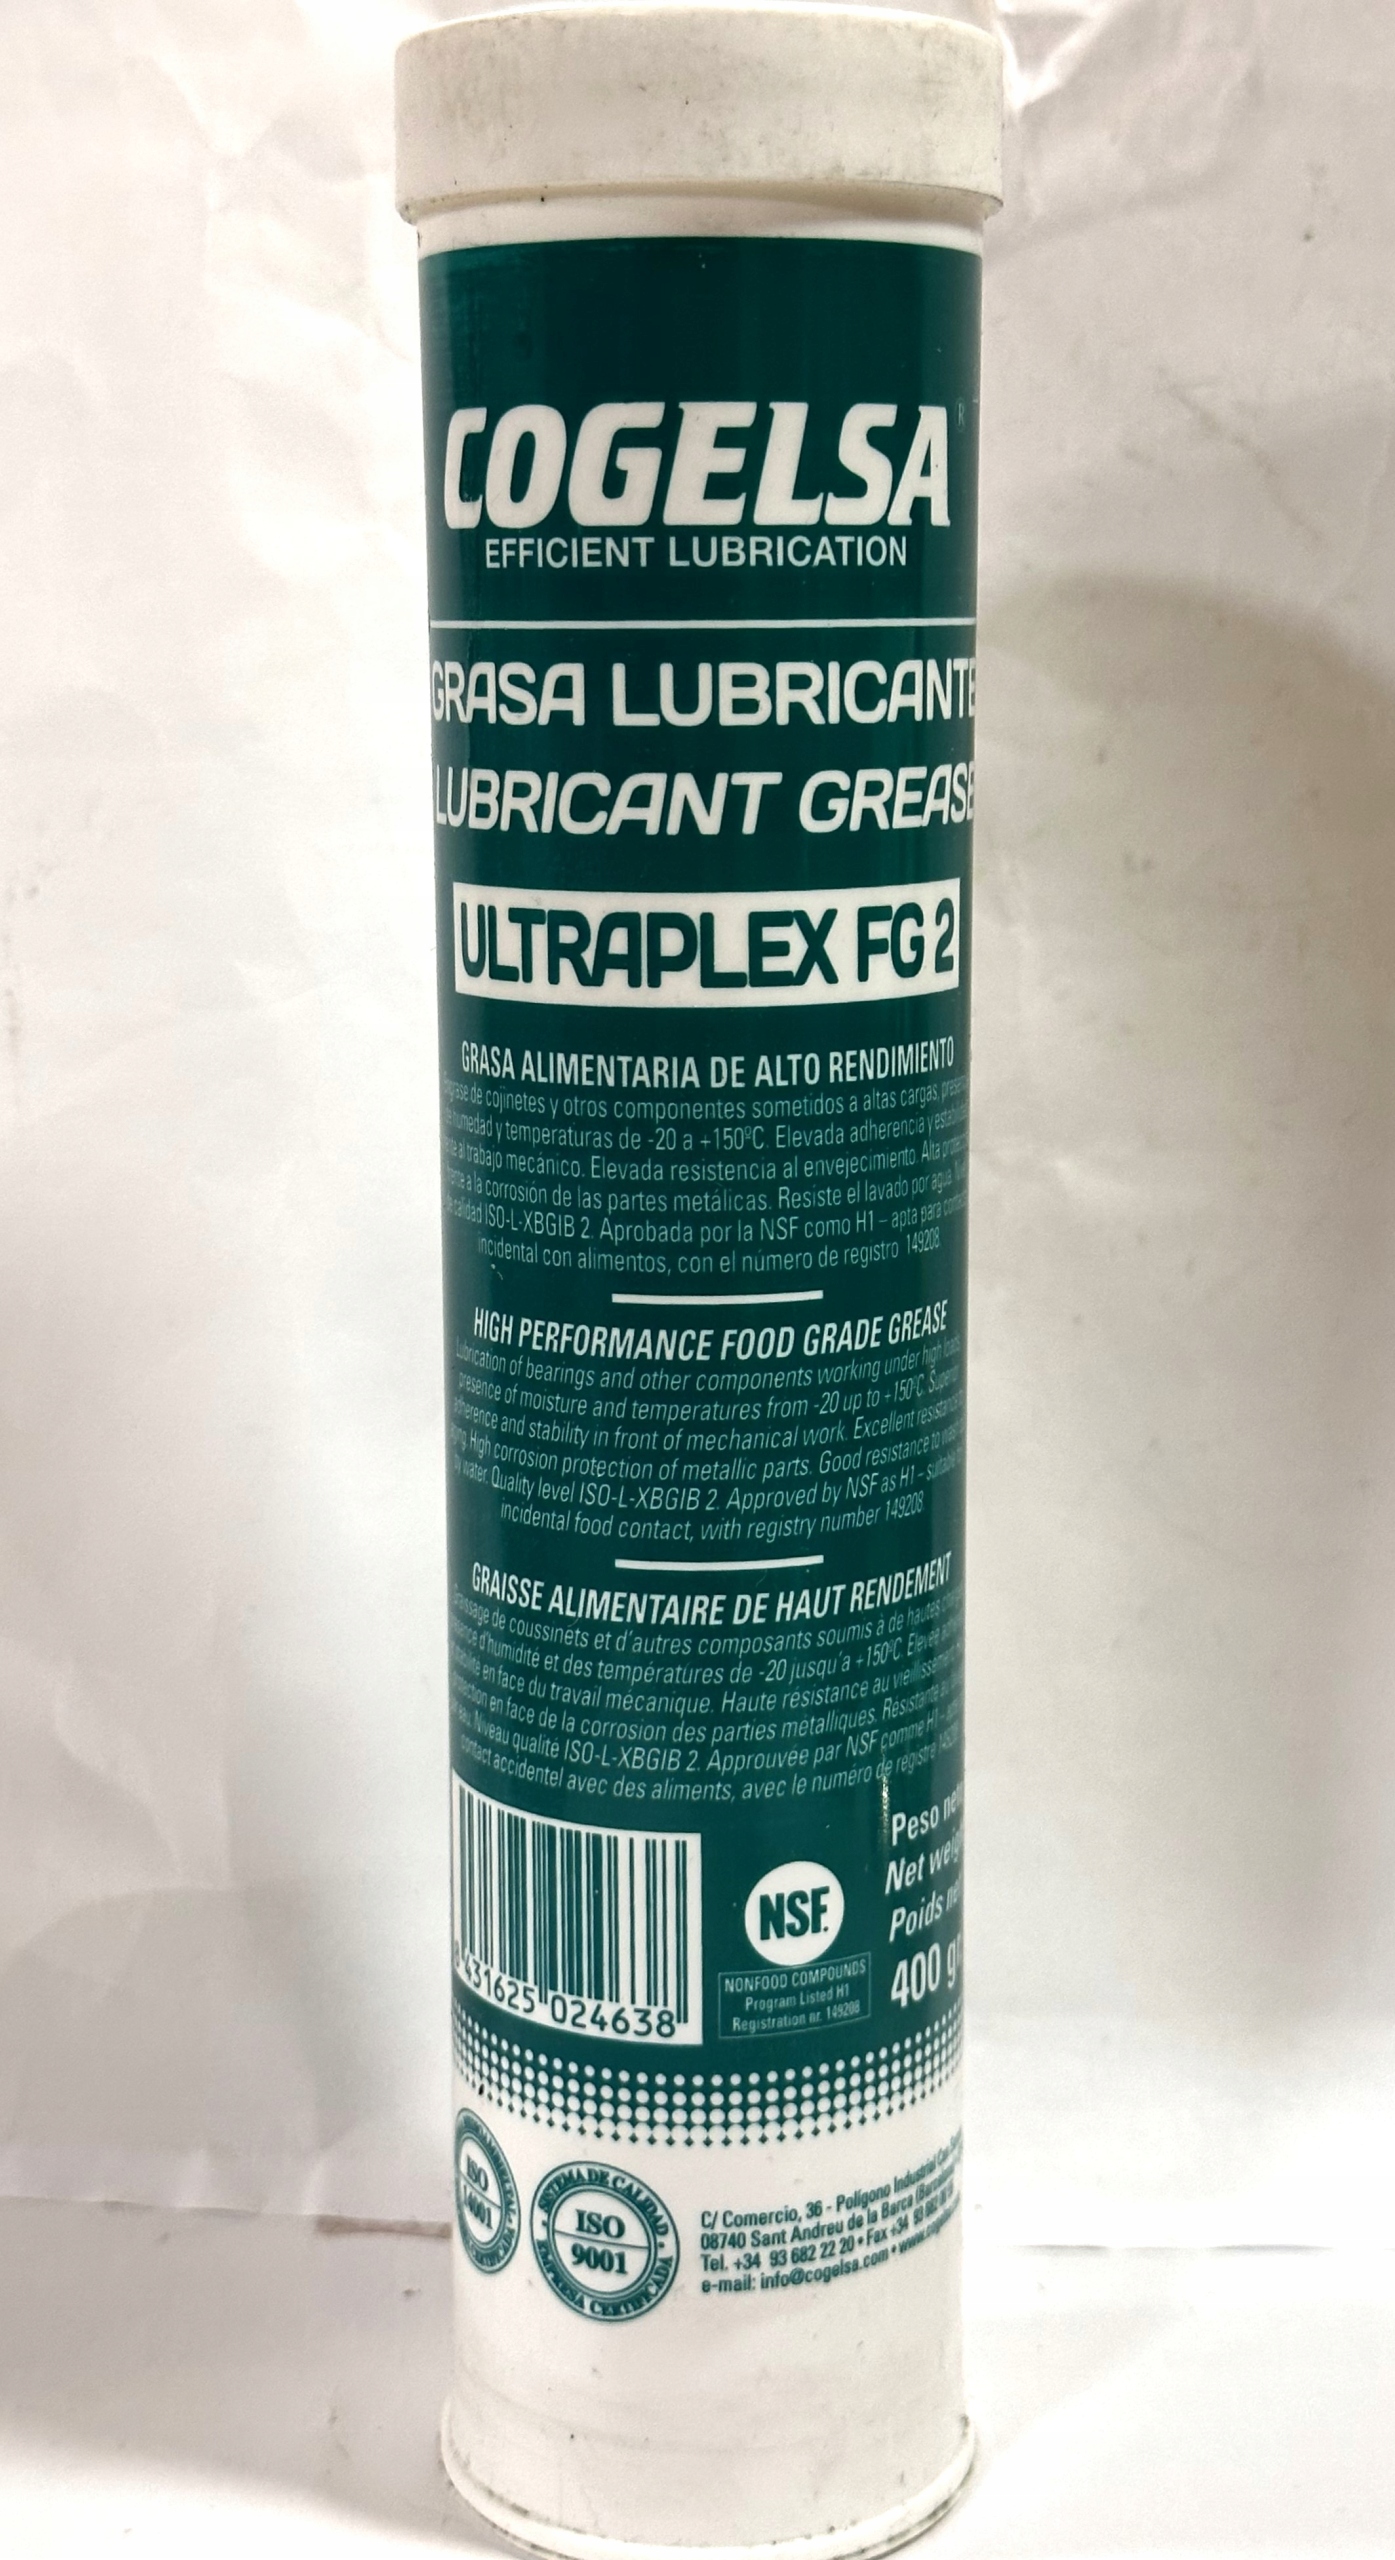 COGELSA ®
EFFICIENT LUBRICATION
GRASA LUBRICANTE
LUBRICANT GREASE
ULTRAPLEX FG 2
GRASA ALIMENTARIA DE ALTO RENDIMIENTO
de cojinetes y otros componentes sometidos a altas cargas,
humedad y temperaturas de -20 a +150ºC. Elevada adherencia y
al trabajo mecánico. Elevada resistencia al envejecimiento. Alta
a la corrosión de las partes metálicas. Resiste el lavado por agua.
calidad ISO-L-XBGIB 2. Aprobada por la NSF como H1 – apta para
incidental con alimentos, con el número de registro 149208.
HIGH PERFORMANCE FOOD GRADE GREASE
Lubrication of bearings and other components working under high loads,
presence of moisture and temperatures from -20 up to +150ºC. Superior
adherence and stability in front of mechanical work. Excellent
High corrosion protection of metallic parts. Good resistance to
by water. Quality level ISO-L-XBGIB 2. Approved by NSF as H1 –
incidental food contact, with registry number 149208.
GRAISSE ALIMENTAIRE DE HAUT RENDEMENT
de coussinets et d'autres composants soumis à de hautes
d'humidité et des températures de -20 jusqu'a +150ºC. Elevée
en face du travail mécanique. Haute résistance au
en face de la corrosion des parties métalliques. Résistante
Niveau qualité ISO-L-XBGIB 2. Approuvée par NSF comme H1 –
contact accidentel avec des aliments, avec le numéro de registre
Peso
Net
Poids
400
8 431625 024638
NSF.
NONFOOD COMPOUNDS
Program Listed H1
Registration nr. 149208
ISO
14001
SISTEMA DE CALIDAD
ISO
9001
EMPRESA CERTIFICADA
C/ Comercio, 36 - Polígono Industrial
08740 Sant Andreu de la Barca
Tel. +34 93 682 22 20 • Fax +34 93
e-mail: info@cogelsa.com •